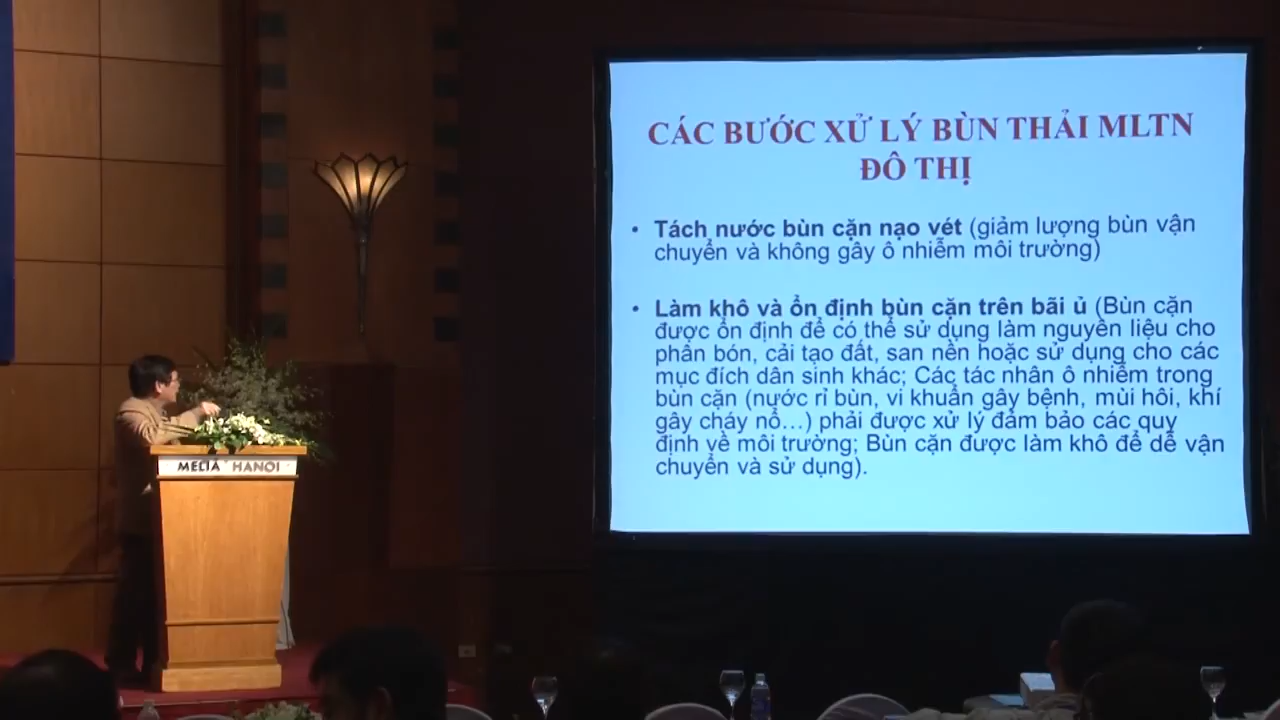 CÁC BƯỚC XỬ LÝ BÙN THẢI MLTN
ĐÔ THỊ
• Tách nước bùn cặn nạo vét (giảm lượng bùn vận
chuyển và không gây ô nhiễm môi trường)
• Làm khô và ổn định bùn cặn trên bãi ủ (Bùn cặn
được ổn định để có thể sử dụng làm nguyên liệu cho
phân bón, cải tạo đất, san nền hoặc sử dụng cho các
mục đích dân sinh khác; Các tác nhân ô nhiễm trong
bùn cặn (nước rỉ bùn, vi khuẩn gây bệnh, mùi hôi, khí
gây cháy nổ…) phải được xử lý đảm bảo các quy
định về môi trường; Bùn cặn được làm khô để dễ vận
chuyển và sử dụng).
MELIA HANOI